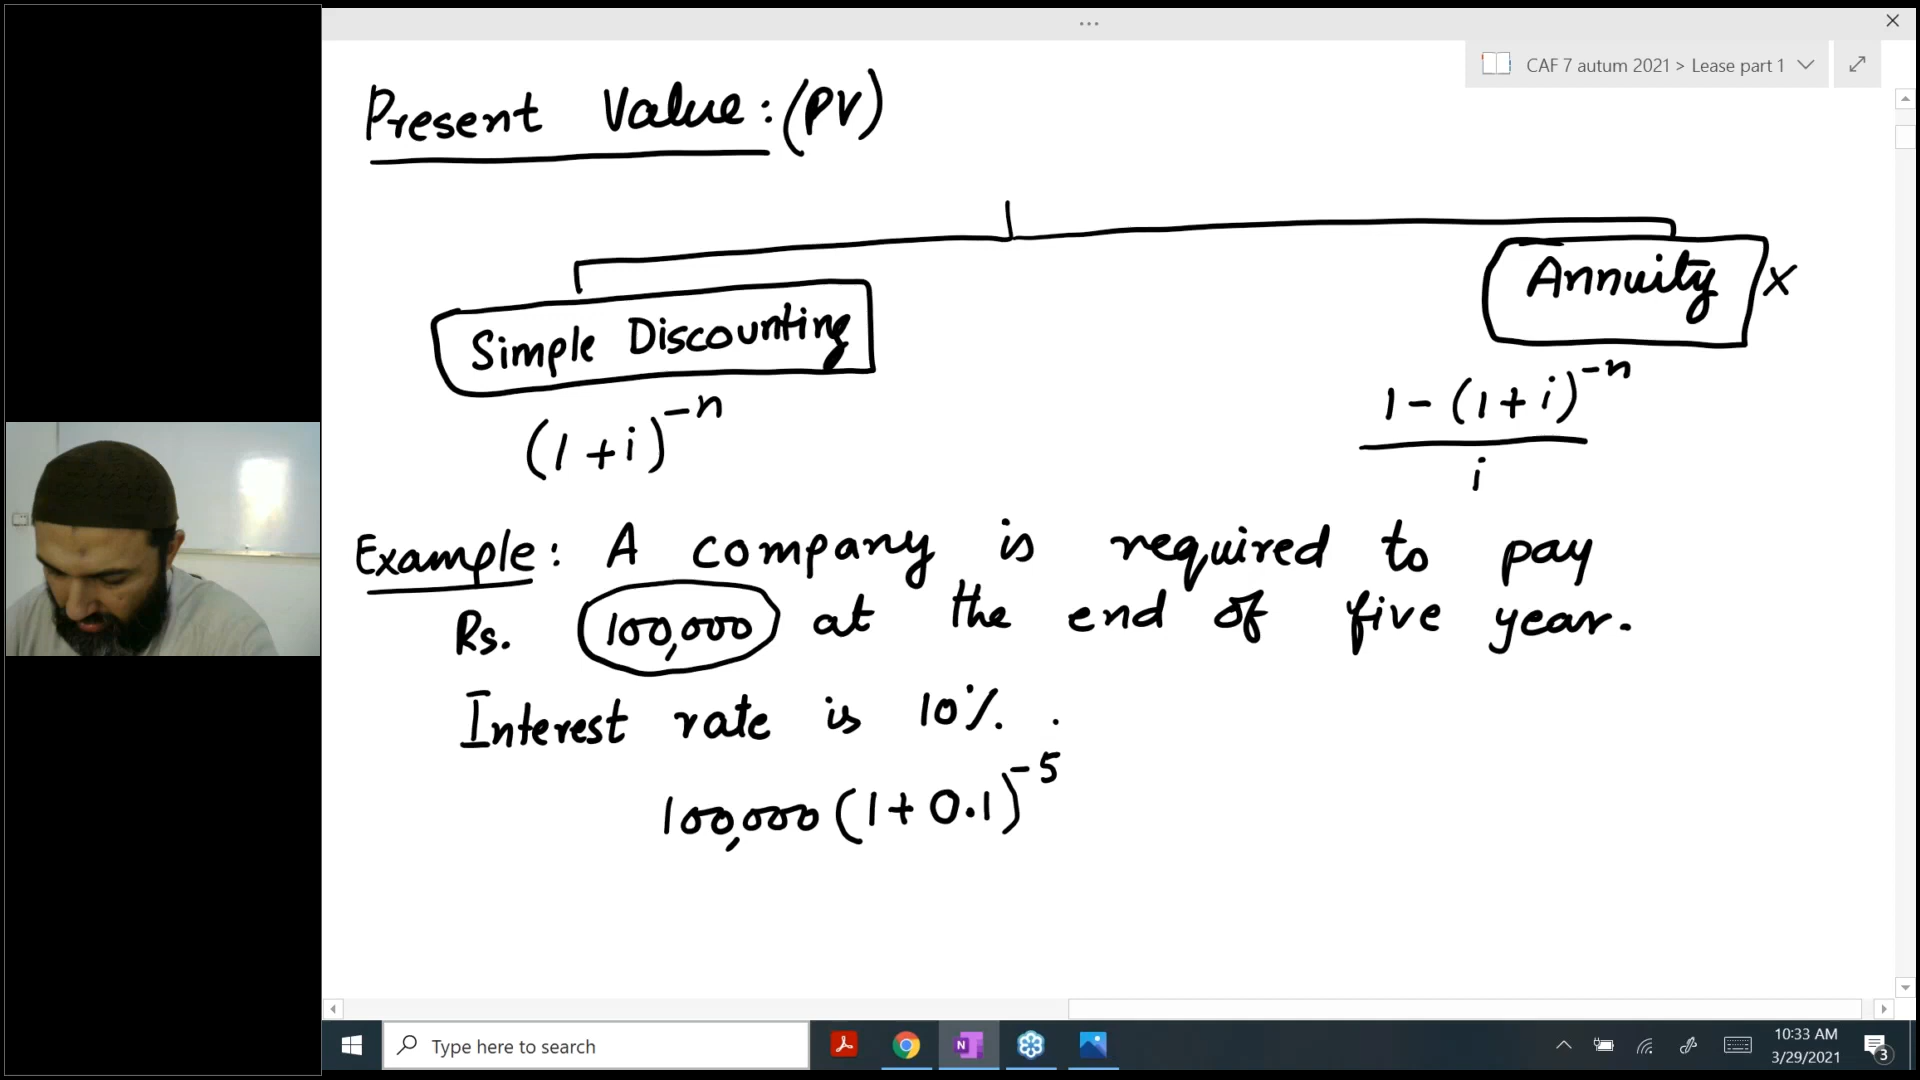 CAF 7 autum 2021 > Lease part 1
Present Value: (PV)
Simple Discounting
Annuity X
(1+i)^-n
1-(1+i)^-n
i
Example: A company is required to pay
Rs. 100,000 at the end of five year.
Interest rate is 10%.
100,000 (1+0.1)^-5
Type here to search
N
10:33 AM
3/29/2021
3